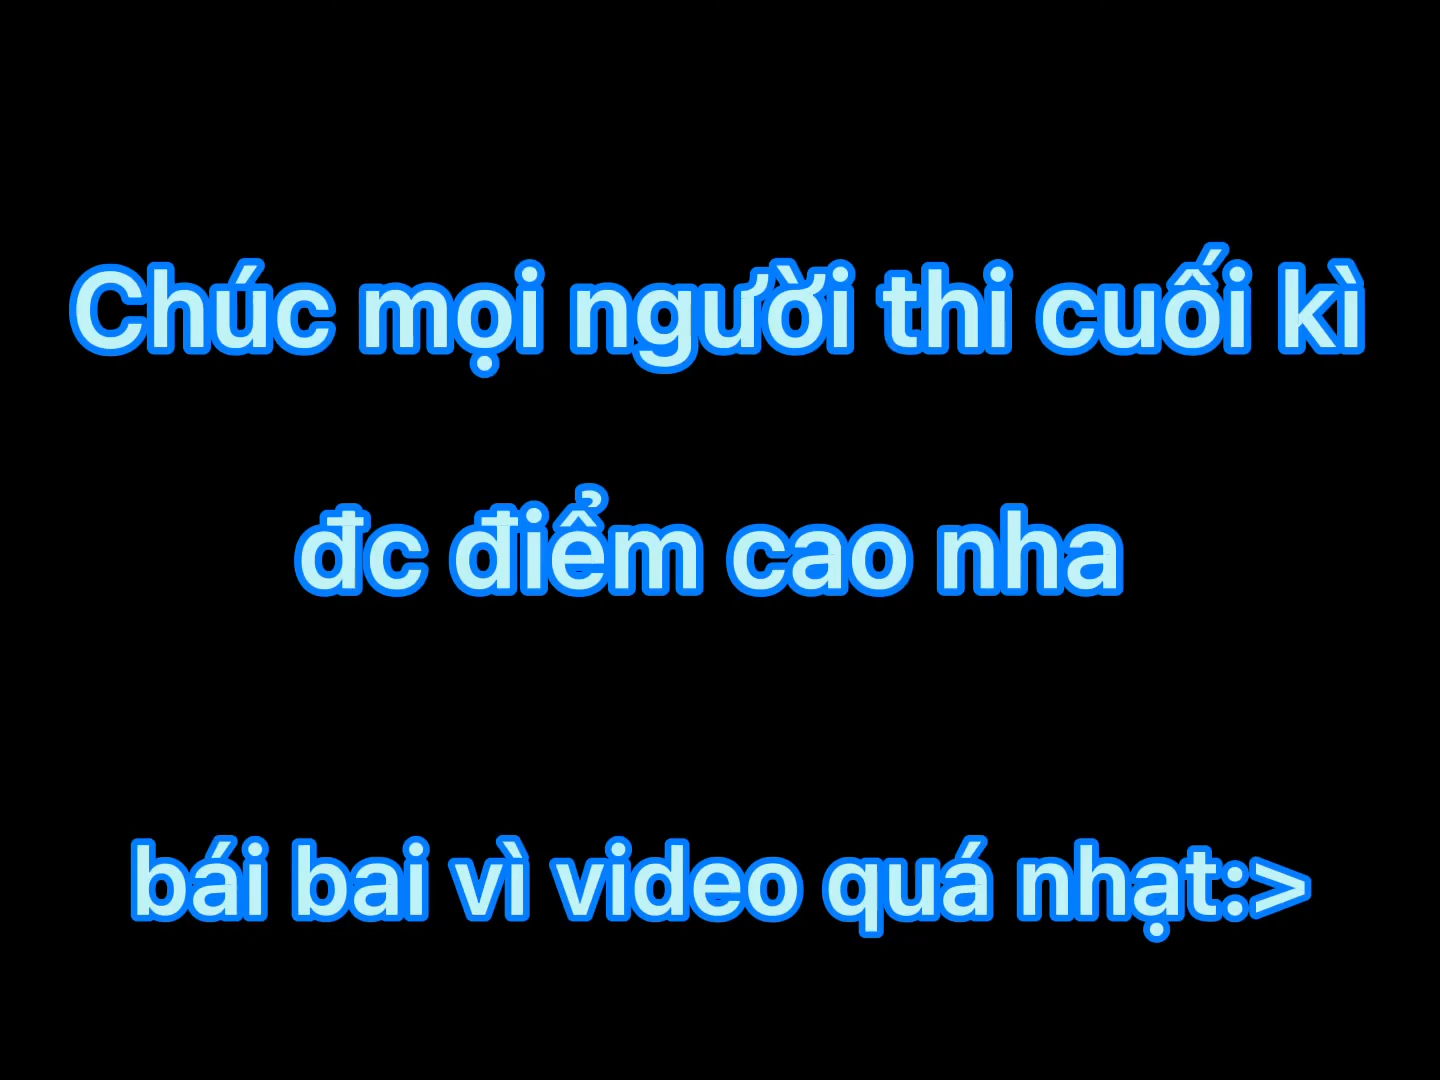 Chúc mọi người thi cuối kì
đc điểm cao nha
bái bai vì video quá nhạt:>